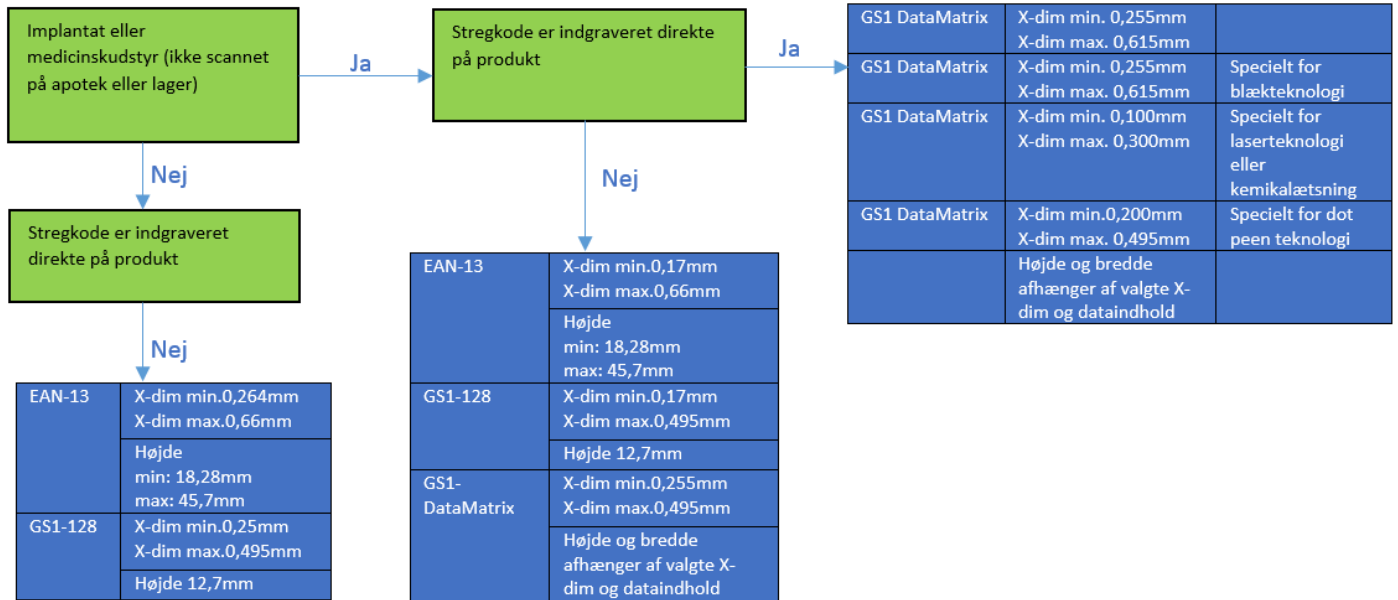 Implantat eller
medicinskudstyr (ikke scannet
på apotek eller lager)
Ja
Stregkode er indgraveret direkte
på produkt
Ja
GS1 DataMatrix
X-dim min. 0,255mm
X-dim max. 0,615mm
GS1 DataMatrix
X-dim min. 0,255mm
X-dim max. 0,615mm
Specielt for
blækteknologi
GS1 DataMatrix
X-dim min. 0,100mm
X-dim max. 0,300mm
Specielt for
laserteknologi
eller
kemikalætsning
GS1 DataMatrix
X-dim min.0,200mm
X-dim max. 0,495mm
Specielt for dot
peen teknologi
Højde og bredde
afhænger af valgte X-
dim og dataindhold
Nej
Nej
Stregkode er indgraveret
direkte på produkt
Nej
EAN-13
X-dim min.0,264mm
X-dim max.0,66mm
Højde
min: 18,28mm
max: 45,7mm
GS1-128
X-dim min.0,25mm
X-dim max.0,495mm
Højde 12,7mm
EAN-13
X-dim min.0,17mm
X-dim max.0,66mm
Højde
min: 18,28mm
max: 45,7mm
GS1-128
X-dim min.0,17mm
X-dim max.0,495mm
Højde 12,7mm
GS1-
DataMatrix
X-dim min.0,255mm
X-dim max.0,495mm
Højde og bredde
afhænger af valgte X-
dim og dataindhold